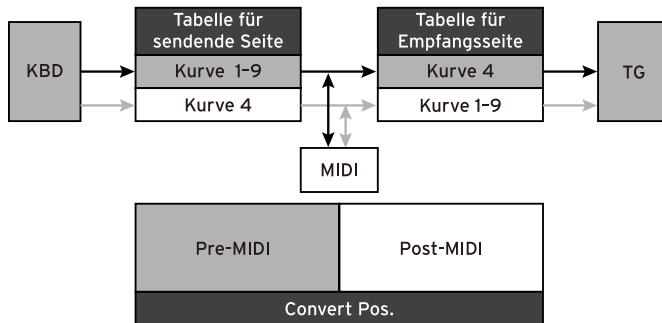 Tabelle für
sendende Seite
Tabelle für
Empfangsseite
KBD
Kurve 1–9
Kurve 4
TG
Kurve 4
Kurve 1–9
MIDI
Pre-MIDI
Post-MIDI
Convert Pos.